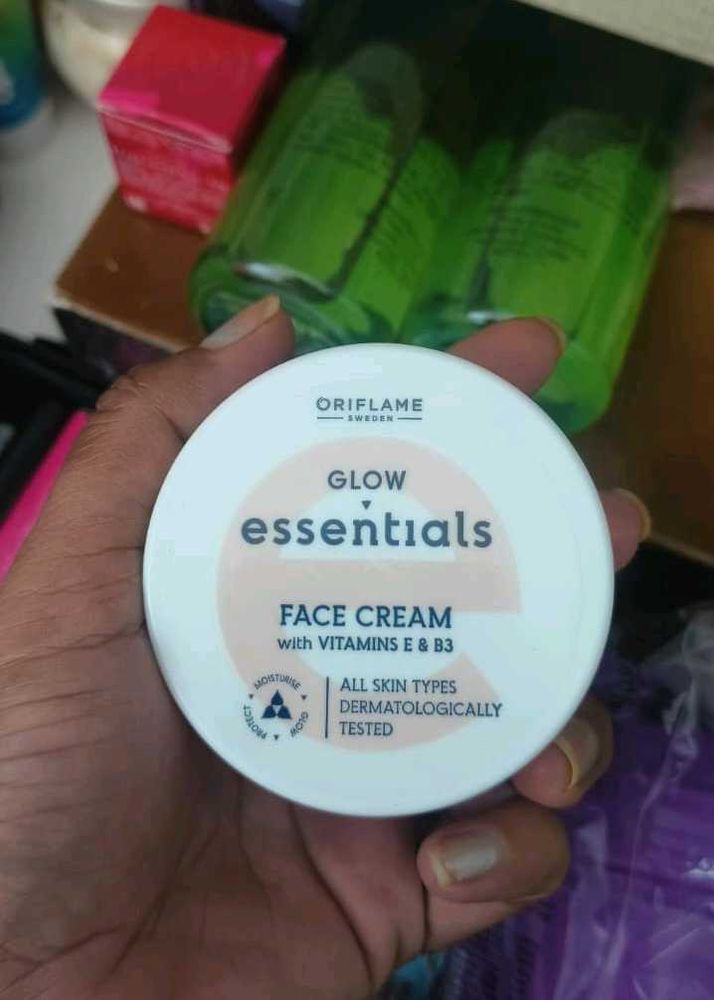 ORIFLAME
SWEDEN
GLOW
essentials
FACE CREAM
with VITAMINS E & B3
MOISTURISE
GLOW
PROTECT
ALL SKIN TYPES
DERMATOLOGICALLY
TESTED